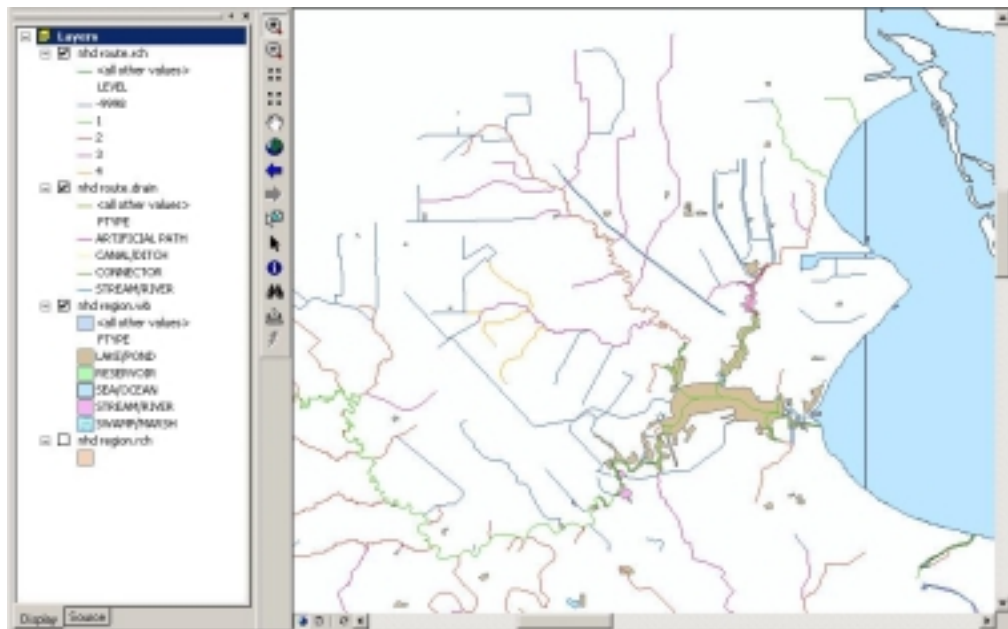 Layers
nhd route.rch
<all other values>
LEVEL
-9998
1
2
3
4
nhd route.drain
<all other values>
FTYPE
ARTIFICIAL PATH
CANAL/DITCH
CONNECTOR
STREAM/RIVER
nhd region.wb
<all other values>
FTYPE
LAKE/POND
RESERVOIR
SEA/OCEAN
STREAM/RIVER
SWAMP/MARSH
nhd region.rch
Display Source